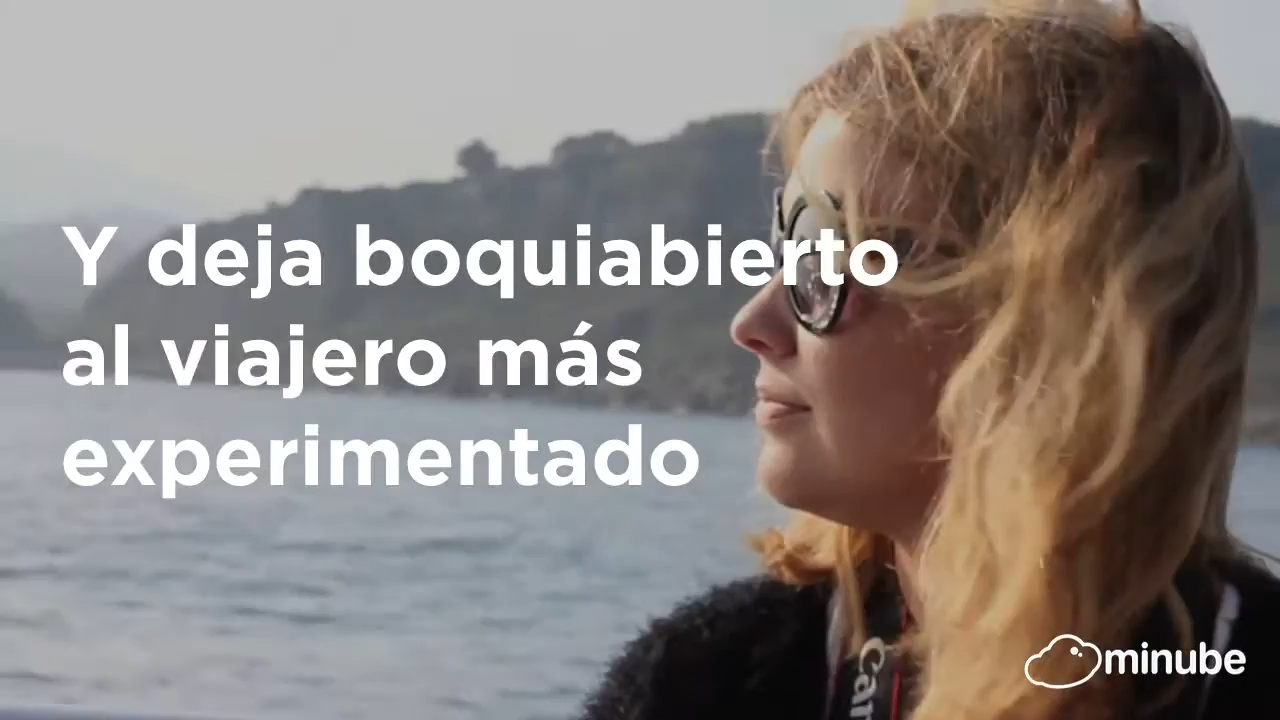 Y deja boquiabierto
al viajero más
experimentado
minube